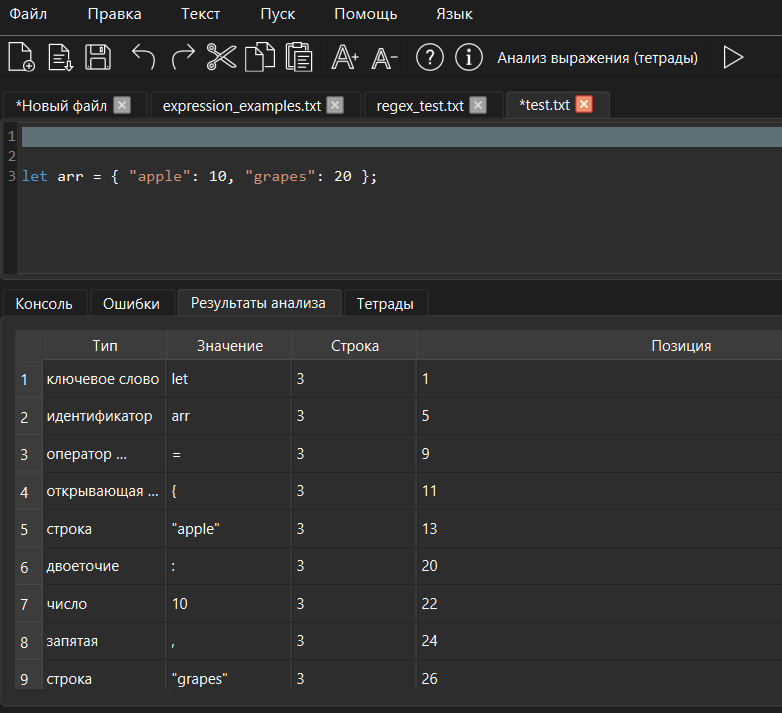 Файл Правка Текст Пуск Помощь Язык
A+ A- ? i Анализ выражения (тетрады)
*Новый файл expression_examples.txt regex_test.txt *test.txt
1
2
3 let arr = { "apple": 10, "grapes": 20 };
Консоль Ошибки Результаты анализа Тетрады
Тип Значение Строка Позиция
1 ключевое слово let 3 1
2 идентификатор arr 3 5
3 оператор ... = 3 9
4 открывающая ... { 3 11
5 строка "apple" 3 13
6 двоеточие : 3 20
7 число 10 3 22
8 запятая , 3 24
9 строка "grapes" 3 26